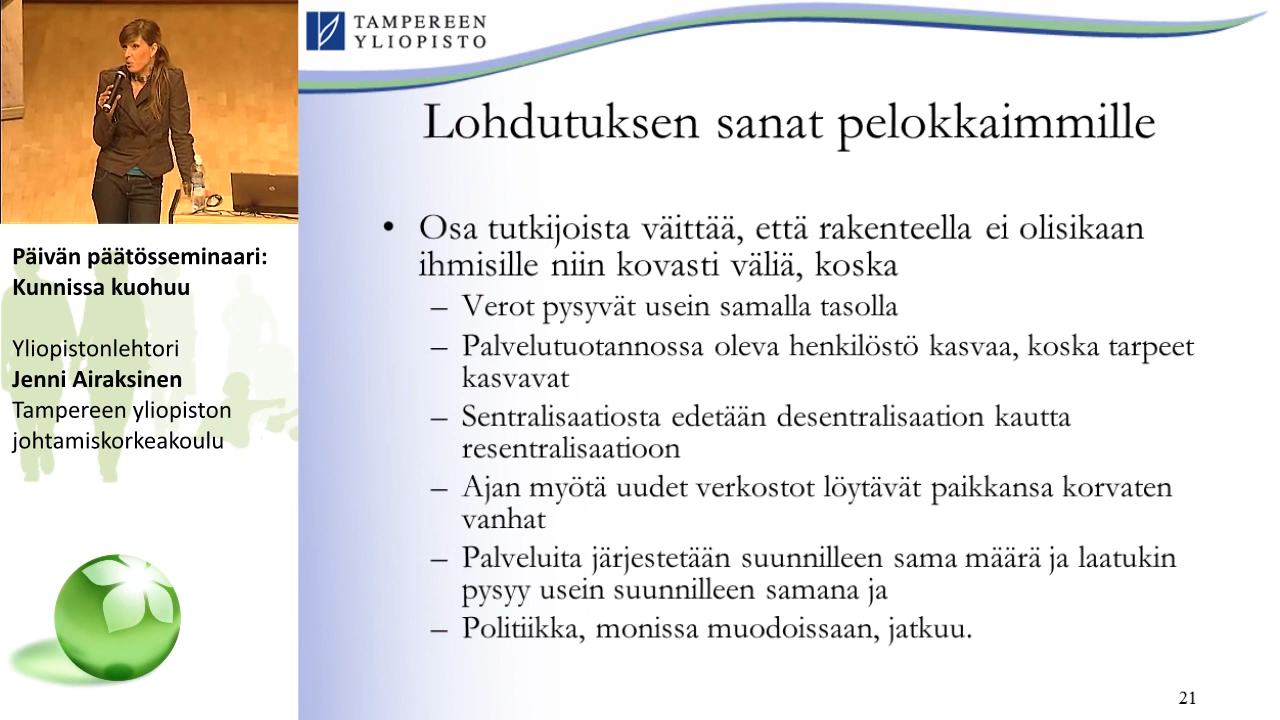 TAMPEREEN
YLIOPISTO
Lohdutuksen sanat pelokkaimmille
• Osa tutkijoista väittää, että rakenteella ei olisikaan
ihmisille niin kovasti väliä, koska
– Verot pysyvät usein samalla tasolla
– Palvelutuotannossa oleva henkilöstö kasvaa, koska tarpeet
kasvavat
– Sentralisaatiosta edetään desentralisaation kautta
resentralisaatioon
– Ajan myötä uudet verkostot löytävät paikkansa korvaten
vanhat
– Palveluita järjestetään suunnilleen sama määrä ja laatukin
pysyy usein suunnilleen samana ja
– Politiikka, monissa muodoissaan, jatkuu.
21
Päivän päätösseminaari:
Kunnissa kuohuu
Yliopistonlehtori
Jenni Airaksinen
Tampereen yliopiston
johtamiskorkeakoulu